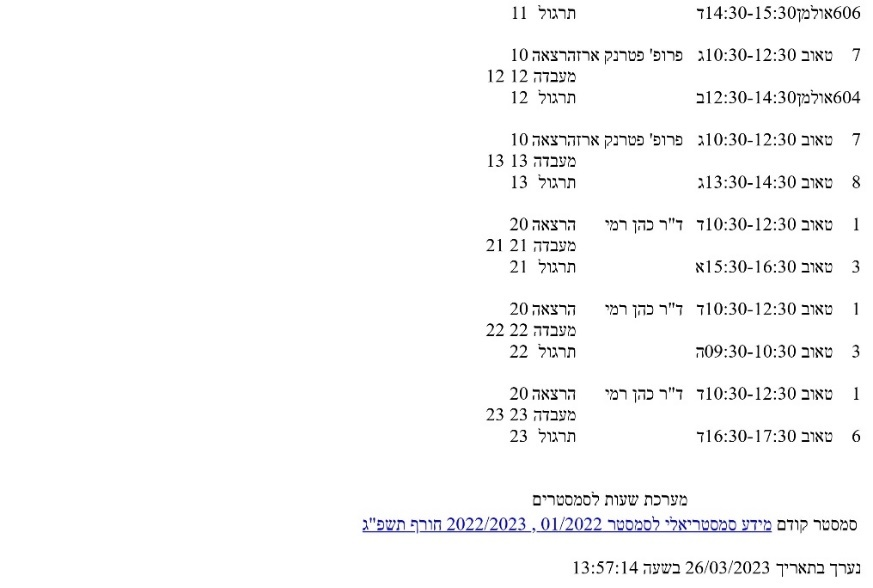 תרגול 11 ד14:30-15:30 אולמן 606
הרצאה 10 פרופ' פטרנק ארז ג10:30-12:30 טאוב 7
מעבדה 12 12
תרגול 12 ב12:30-14:30 אולמן 604
הרצאה 10 פרופ' פטרנק ארז ג10:30-12:30 טאוב 7
מעבדה 13 13
תרגול 13 ג13:30-14:30 טאוב 8
הרצאה 20 ד"ר כהן רמי ד10:30-12:30 טאוב 1
מעבדה 21 21
תרגול 21 א15:30-16:30 טאוב 3
הרצאה 20 ד"ר כהן רמי ד10:30-12:30 טאוב 1
מעבדה 22 22
תרגול 22 ה09:30-10:30 טאוב 3
הרצאה 20 ד"ר כהן רמי ד10:30-12:30 טאוב 1
מעבדה 23 23
תרגול 23 ד16:30-17:30 טאוב 6
מערכת שעות לסמסטרים
סמסטר קודם מידע סמסטריאלי לסמסטר 01/2022 , 2022/2023 חורף תשפ"ג
נערך בתאריך 26/03/2023 בשעה 13:57:14